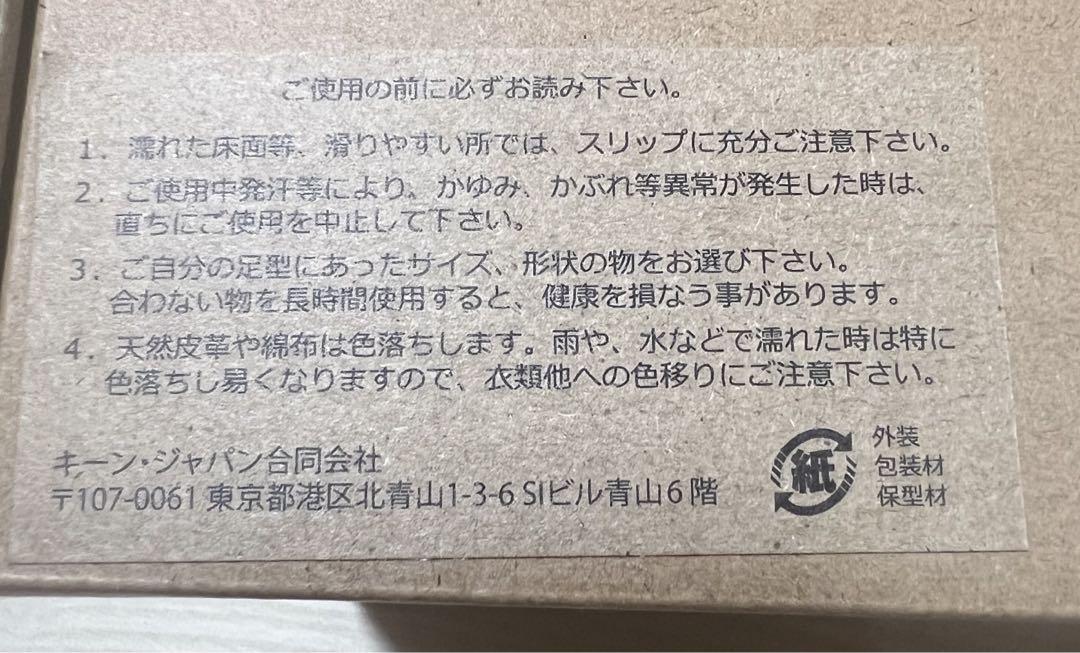 ご使用の前に必ずお読み下さい。
1. 濡れた床面等、滑りやすい所では、スリップに充分ご注意下さい。
2. ご使用中発汗等により、かゆみ、かぶれ等異常が発生した時は、
直ちにご使用を中止して下さい。
3. ご自分の足型にあったサイズ、形状の物をお選び下さい。
合わない物を長時間使用すると、健康を損なう事があります。
4. 天然皮革や綿布は色落ちします。雨や、水などで濡れた時は特に
色落ちし易くなりますので、衣類他への色移りにご注意下さい。
キーン・ジャパン合同会社
〒107-0061 東京都港区北青山1-3-6 SIビル青山6階
紙
外装
包装材
保型材